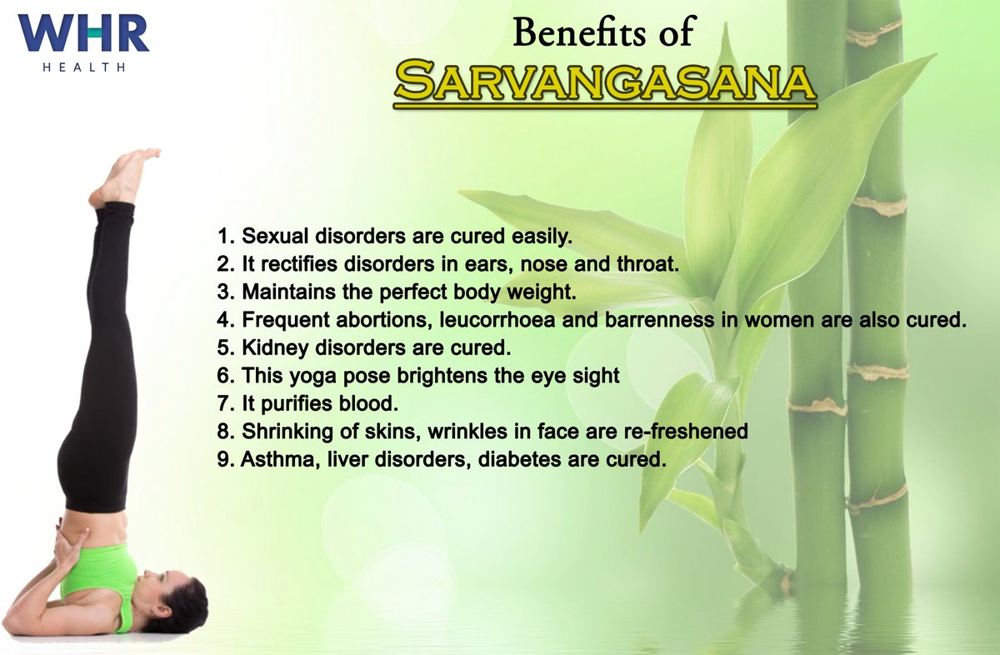 WHR
HEALTH
Benefits of
SARVANGASANA
1. Sexual disorders are cured easily.
2. It rectifies disorders in ears, nose and throat.
3. Maintains the perfect body weight.
4. Frequent abortions, leucorrhoea and barrenness in women are also cured.
5. Kidney disorders are cured.
6. This yoga pose brightens the eye sight
7. It purifies blood.
8. Shrinking of skins, wrinkles in face are re-freshened
9. Asthma, liver disorders, diabetes are cured.